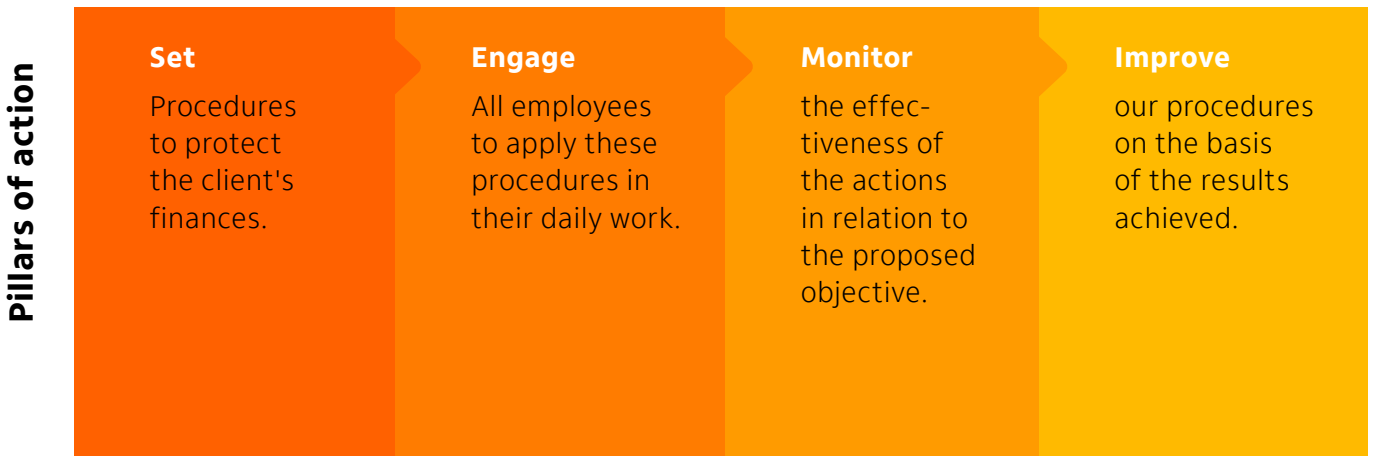 Pillars of action
Set
Procedures
to protect
the client's
finances.
Engage
All employees
to apply these
procedures in
their daily work.
Monitor
the effec-
tiveness of
the actions
in relation to
the proposed
objective.
Improve
our procedures
on the basis
of the results
achieved.